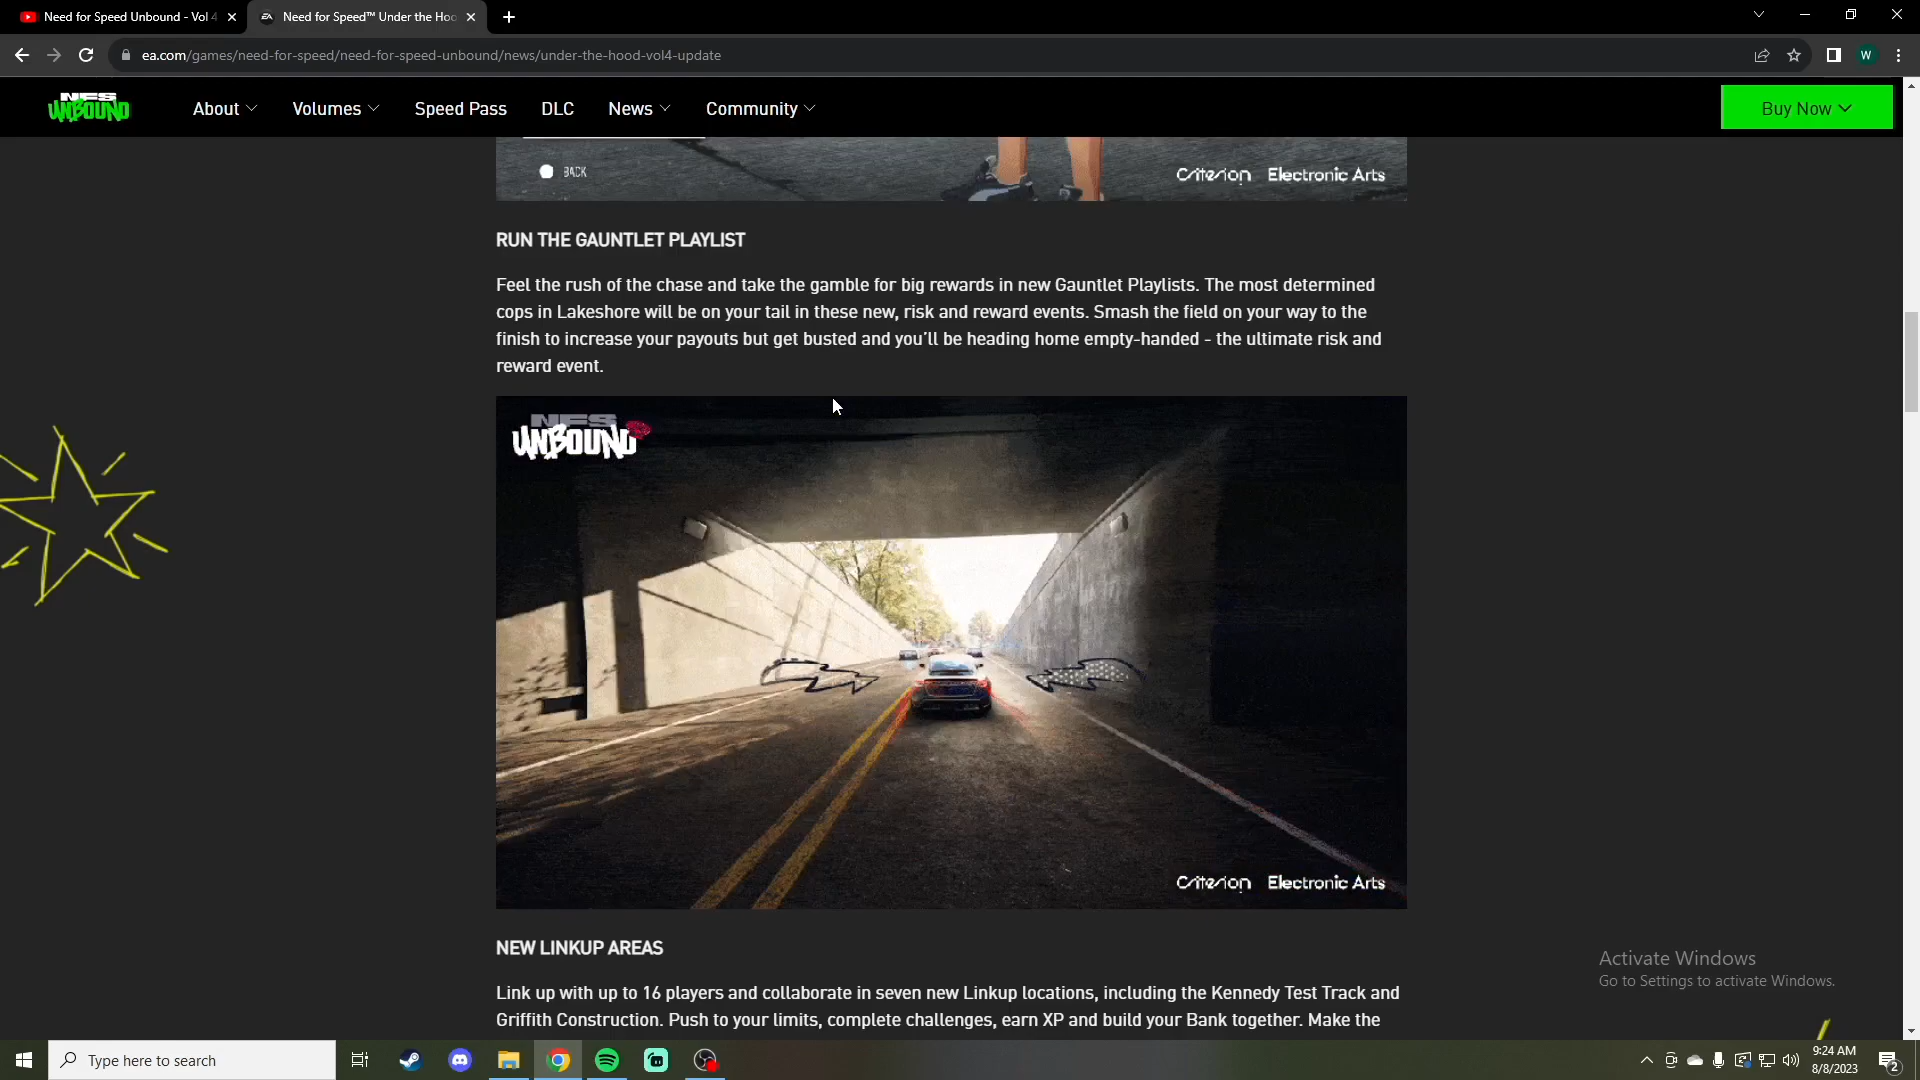 Need for Speed Unbound - Vol 4
Need for Speed™ Under the Hoo
ea.com/games/need-for-speed/need-for-speed-unbound/news/under-the-hood-vol4-update
W
NFS
UNBOUND
About
Volumes
Speed Pass
DLC
News
Community
Buy Now
BACK
Criterion
Electronic Arts
RUN THE GAUNTLET PLAYLIST
Feel the rush of the chase and take the gamble for big rewards in new Gauntlet Playlists. The most determined
cops in Lakeshore will be on your tail in these new, risk and reward events. Smash the field on your way to the
finish to increase your payouts but get busted and you'll be heading home empty-handed - the ultimate risk and
reward event.
NFS
UNBOUND
Criterion
Electronic Arts
NEW LINKUP AREAS
Link up with up to 16 players and collaborate in seven new Linkup locations, including the Kennedy Test Track and
Griffith Construction. Push to your limits, complete challenges, earn XP and build your Bank together. Make the
Activate Windows
Go to Settings to activate Windows.
Type here to search
9:24 AM
8/8/2023
2